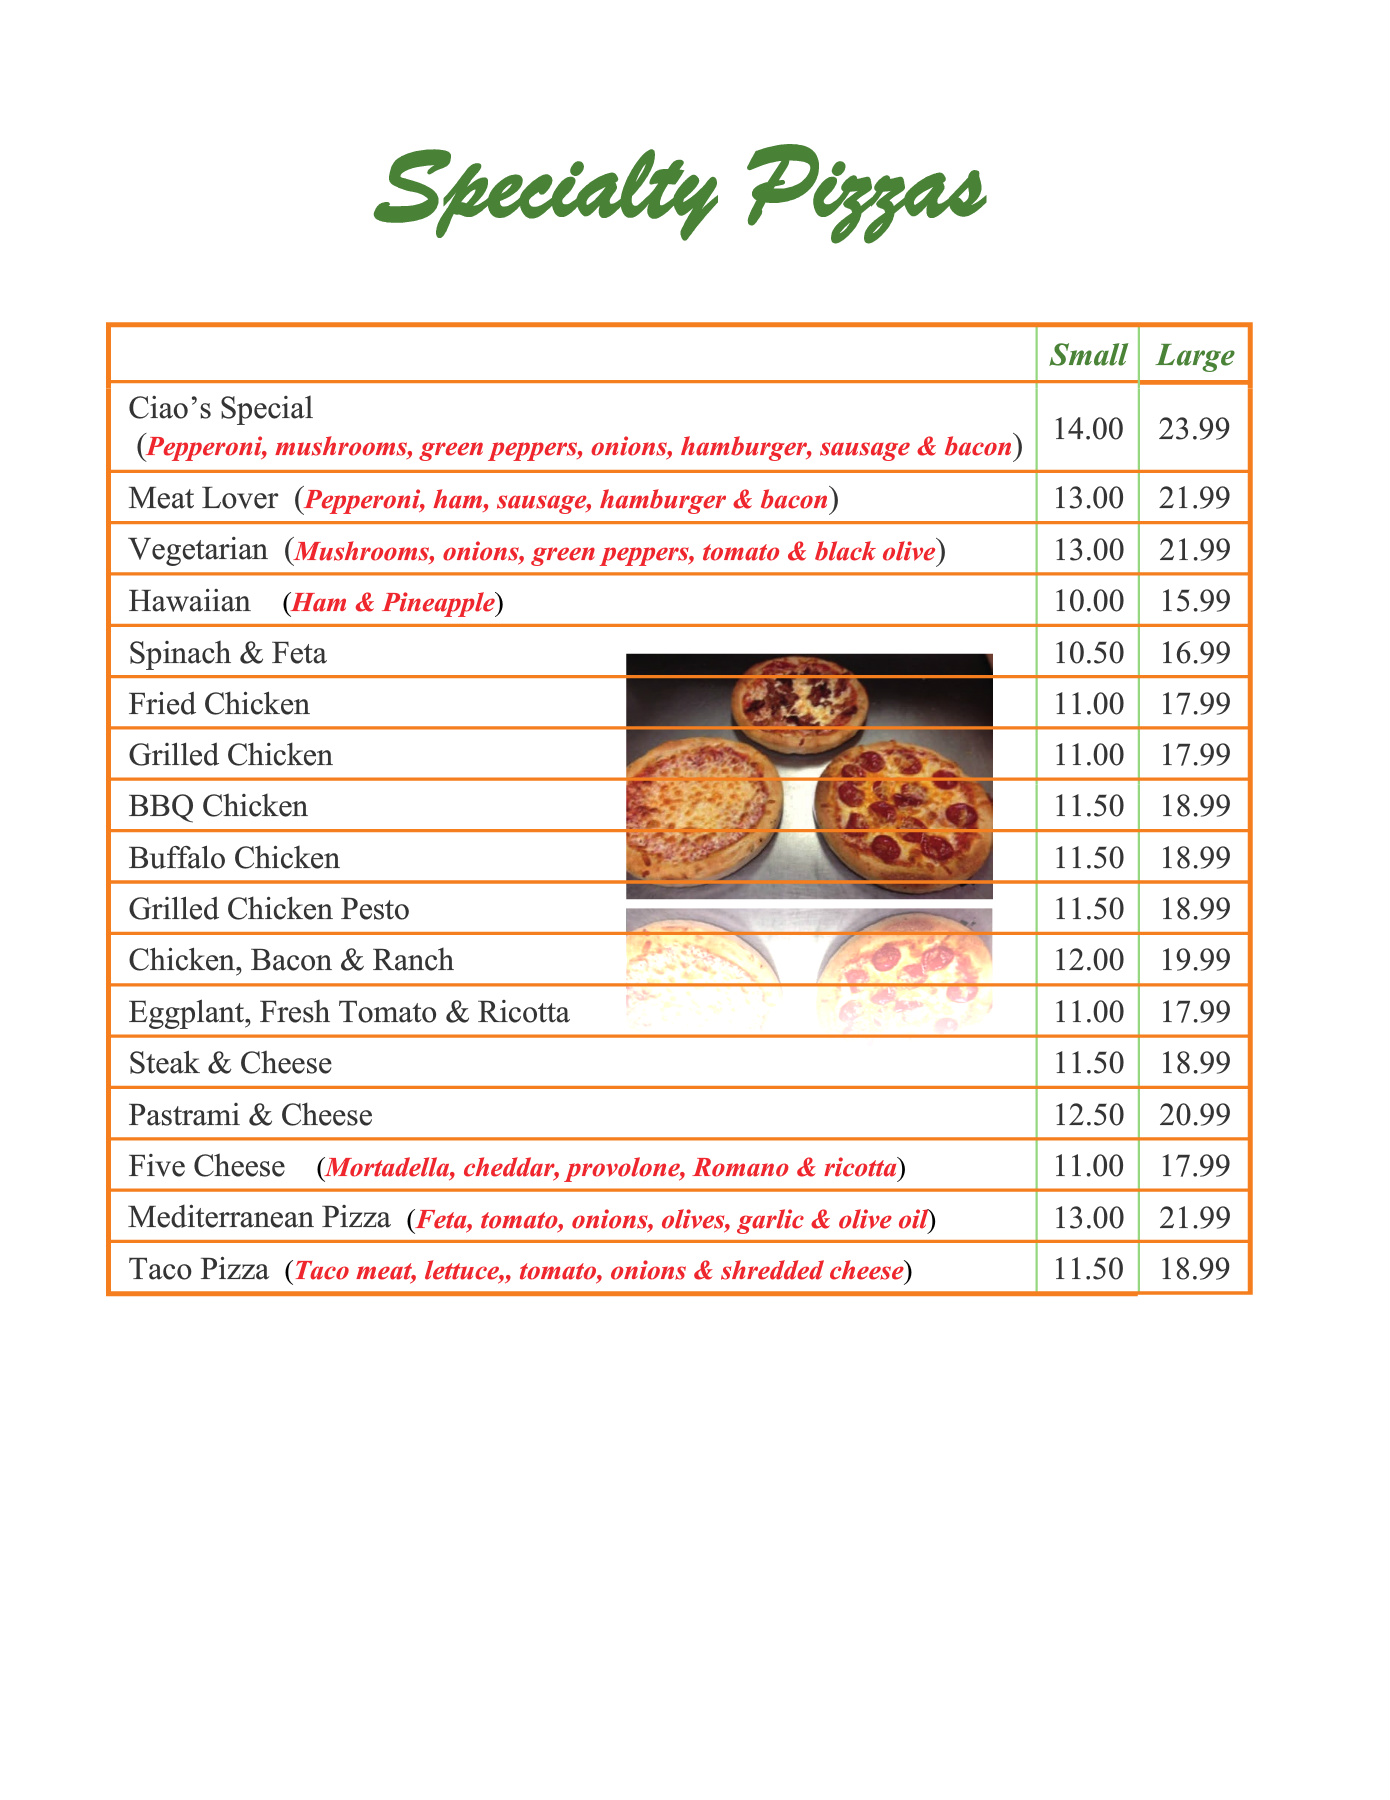 Specialty Pizzas
Small Large
Ciao’s Special
(Pepperoni, mushrooms, green peppers, onions, hamburger, sausage & bacon) 14.00 23.99
Meat Lover (Pepperoni, ham, sausage, hamburger & bacon) 13.00 21.99
Vegetarian (Mushrooms, onions, green peppers, tomato & black olive) 13.00 21.99
Hawaiian (Ham & Pineapple) 10.00 15.99
Spinach & Feta 10.50 16.99
Fried Chicken 11.00 17.99
Grilled Chicken 11.00 17.99
BBQ Chicken 11.50 18.99
Buffalo Chicken 11.50 18.99
Grilled Chicken Pesto 11.50 18.99
Chicken, Bacon & Ranch 12.00 19.99
Eggplant, Fresh Tomato & Ricotta 11.00 17.99
Steak & Cheese 11.50 18.99
Pastrami & Cheese 12.50 20.99
Five Cheese (Mortadella, cheddar, provolone, Romano & ricotta) 11.00 17.99
Mediterranean Pizza (Feta, tomato, onions, olives, garlic & olive oil) 13.00 21.99
Taco Pizza (Taco meat, lettuce,, tomato, onions & shredded cheese) 11.50 18.99